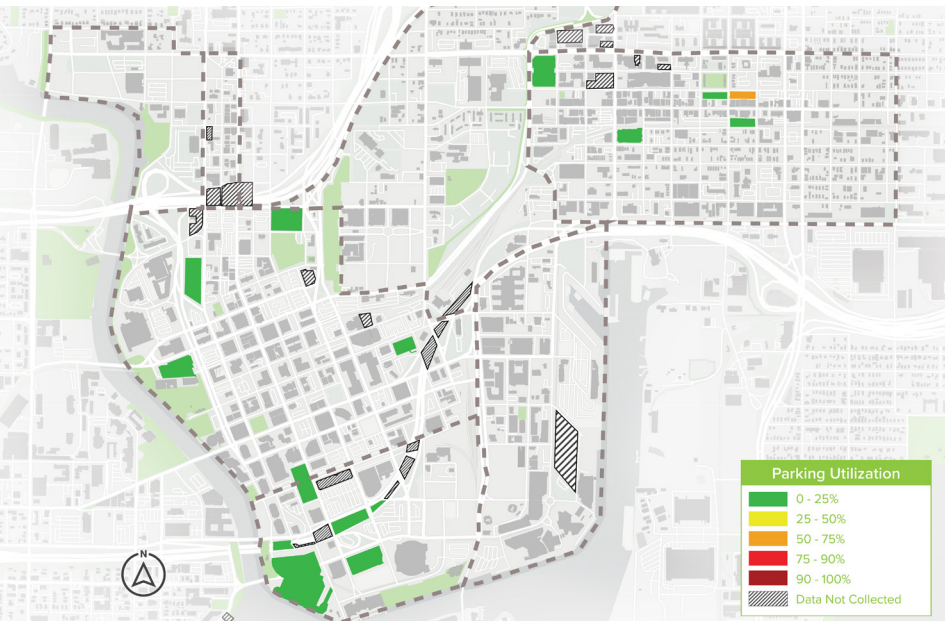 N
Parking Utilization
0 - 25%
25 - 50%
50 - 75%
75 - 90%
90 - 100%
Data Not Collected